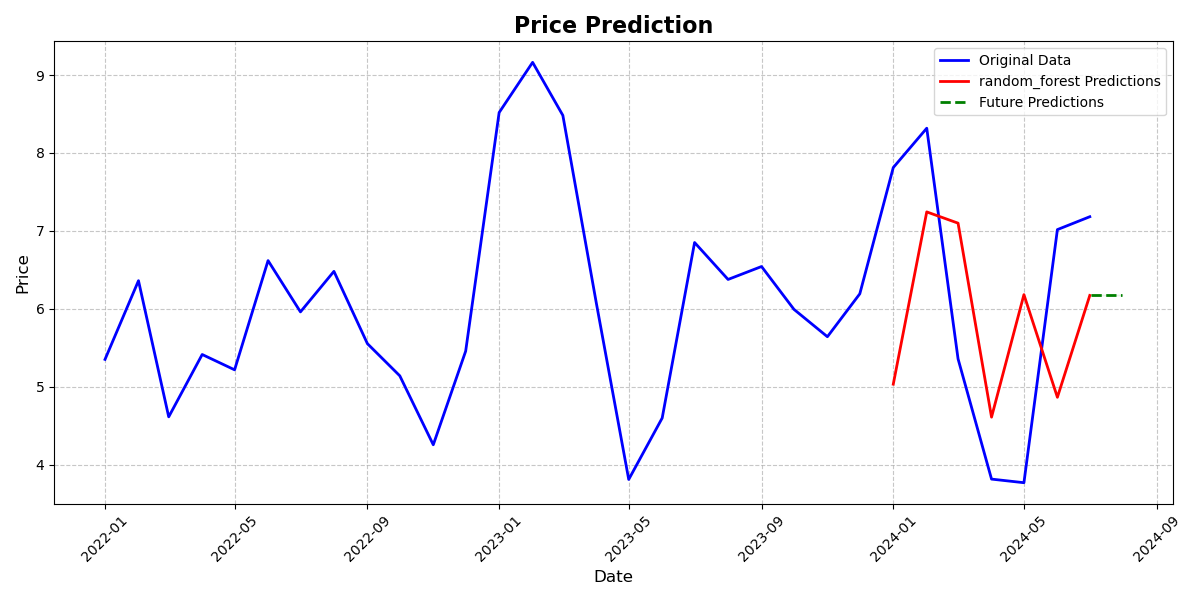 Price Prediction
Original Data
random_forest Predictions
Future Predictions
Price
9
8
7
6
5
4
2022-01
2022-05
2022-09
2023-01
2023-05
2023-09
2024-01
2024-05
2024-09
Date